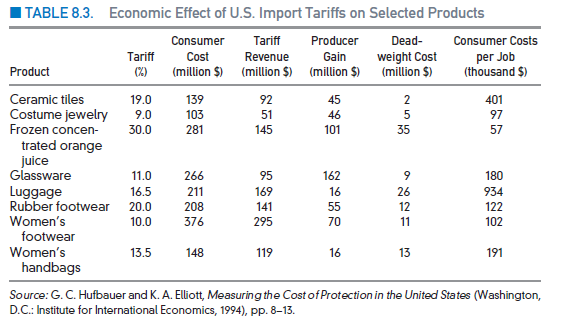 ■ TABLE 8.3. Economic Effect of U.S. Import Tariffs on Selected Products
Consumer Tariff Producer Dead- Consumer Costs
Tariff Cost Revenue Gain weight Cost per Job
Product (%) (million $) (million $) (million $) (million $) (thousand $)
Ceramic tiles 19.0 139 92 45 2 401
Costume jewelry 9.0 103 51 46 5 97
Frozen concen- 30.0 281 145 101 35 57
trated orange
juice
Glassware 11.0 266 95 162 9 180
Luggage 16.5 211 169 16 26 934
Rubber footwear 20.0 208 141 55 12 122
Women's 10.0 376 295 70 11 102
footwear
Women's 13.5 148 119 16 13 191
handbags
Source: G. C. Hufbauer and K. A. Elliott, Measuring the Cost of Protection in the United States (Washington,
D.C.: Institute for International Economics, 1994), pp. 8–13.